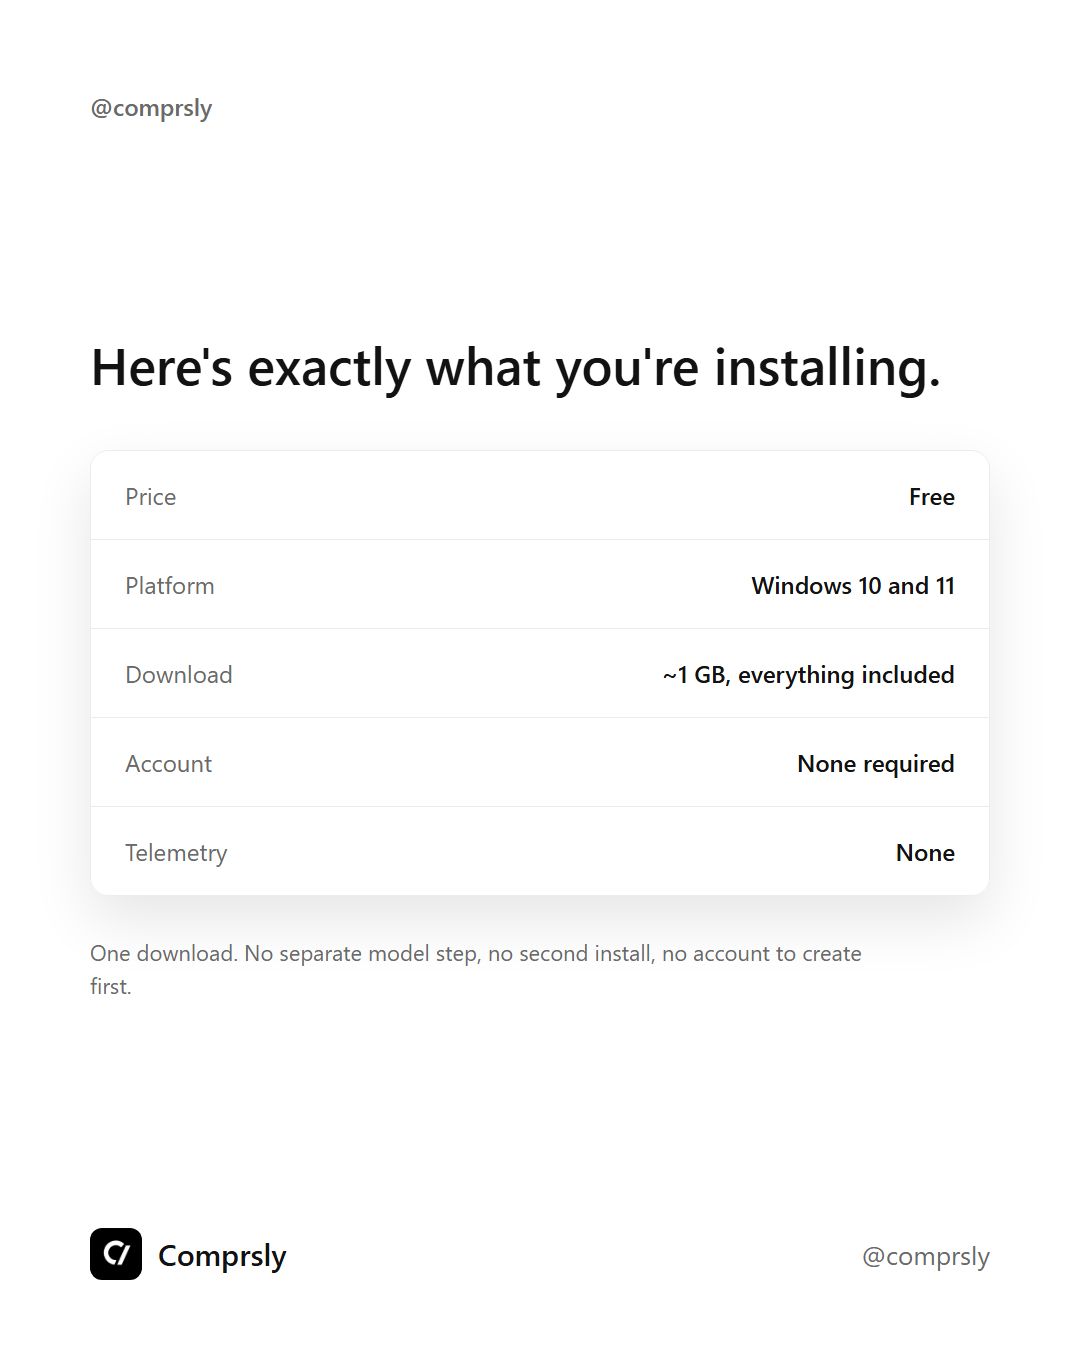 @comprsly
Here's exactly what you're installing.
Price
Free
Platform
Windows 10 and 11
Download
~1 GB, everything included
Account
None required
Telemetry
None
One download. No separate model step, no second install, no account to create
first.
Comprsly
@comprsly